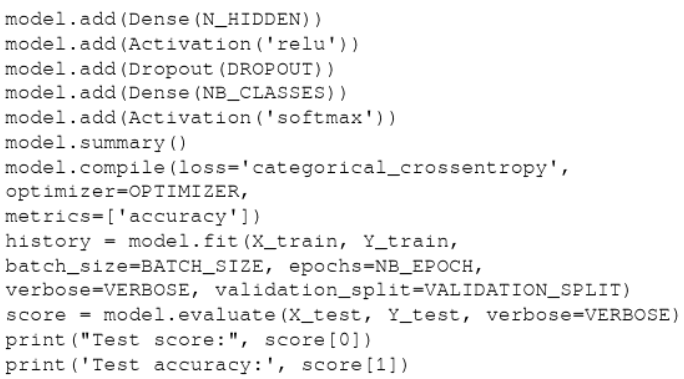 model.add(Dense(N_HIDDEN))
model.add(Activation('relu'))
model.add(Dropout(DROPOUT))
model.add(Dense(NB_CLASSES))
model.add(Activation('softmax'))
model.summary()
model.compile(loss='categorical_crossentropy',
optimizer=OPTIMIZER,
metrics=['accuracy'])
history = model.fit(X_train, Y_train,
batch_size=BATCH_SIZE, epochs=NB_EPOCH,
verbose=VERBOSE, validation_split=VALIDATION_SPLIT)
score = model.evaluate(X_test, Y_test, verbose=VERBOSE)
print("Test score:", score[0])
print('Test accuracy:', score[1])